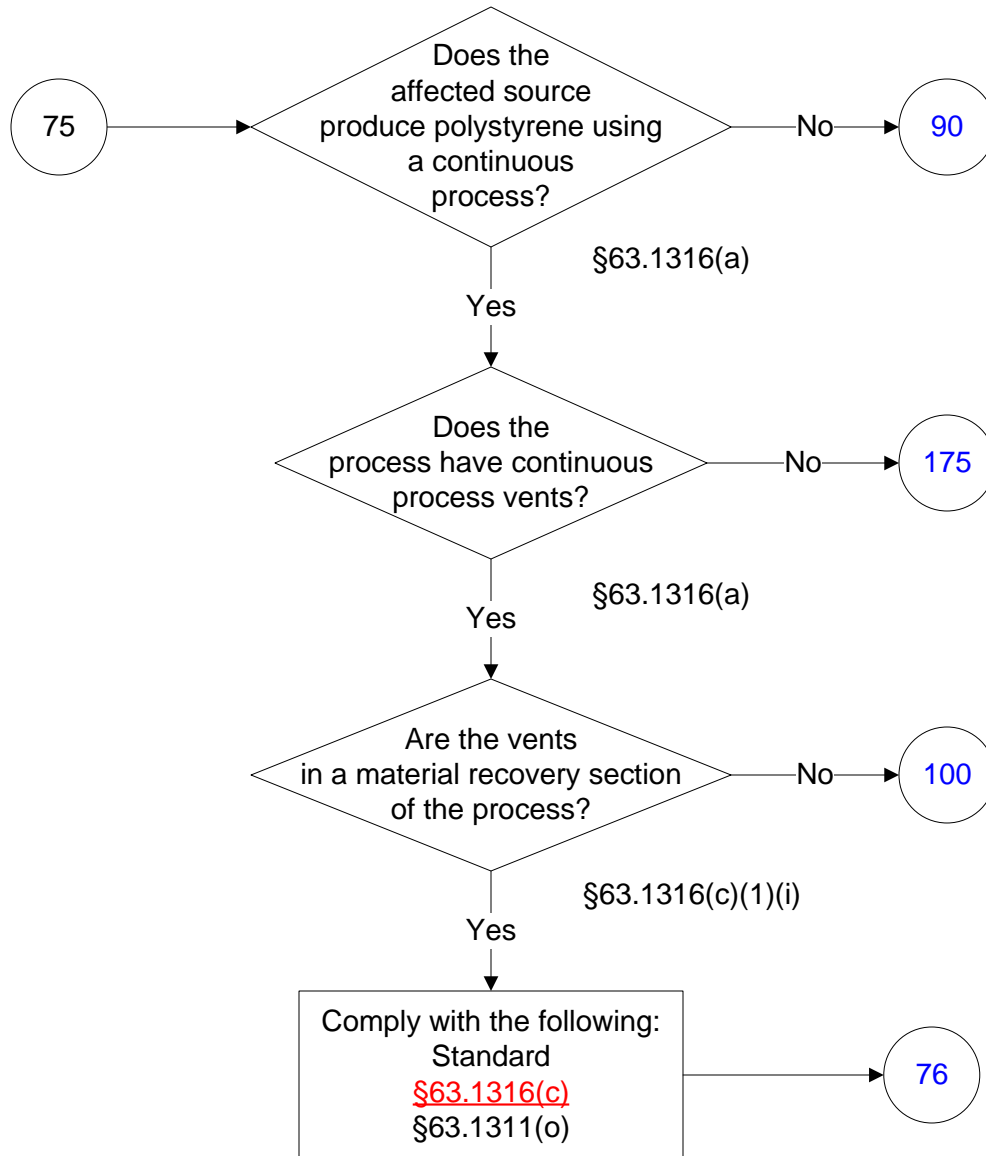 Does the
affected source
produce polystyrene using
a continuous
process?
75
No
90
§63.1316(a)
Yes
Does the
process have continuous
process vents?
No
175
§63.1316(a)
Yes
Are the vents
in a material recovery section
of the process?
No
100
§63.1316(c)(1)(i)
Yes
Comply with the following:
Standard
§63.1316(c)
§63.1311(o)
76